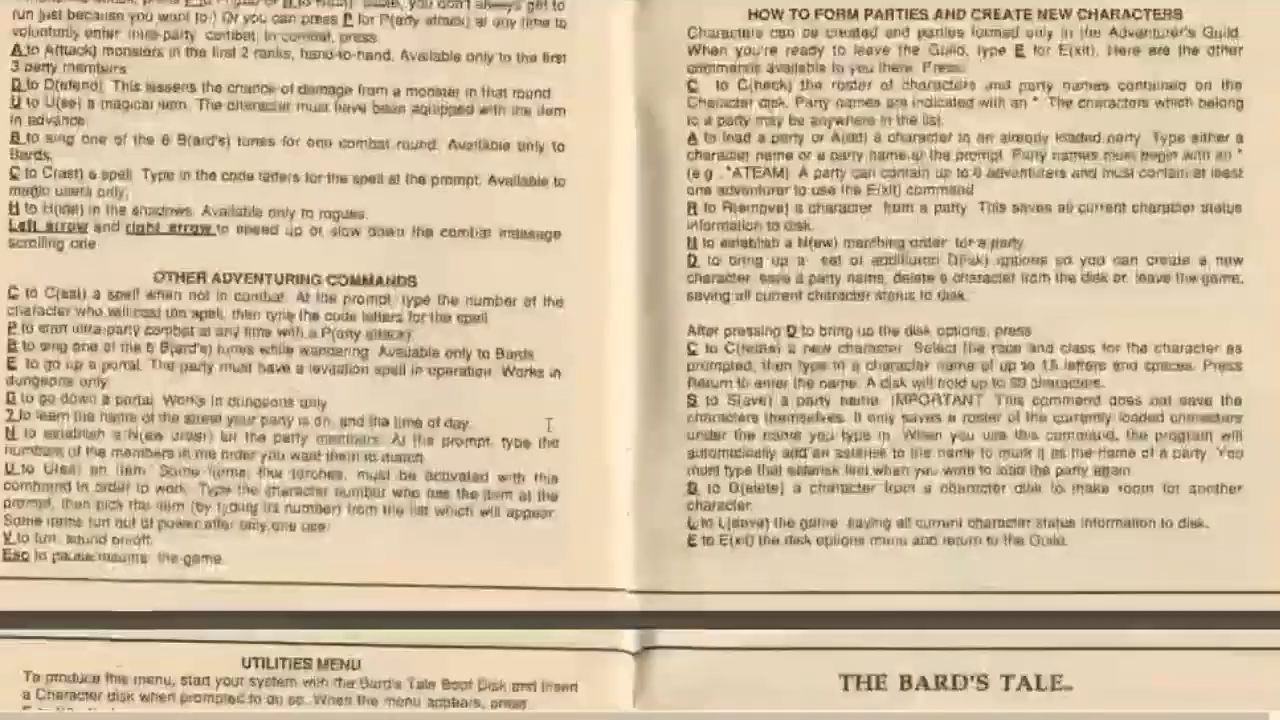 run just because you want to.) Or you can press P for P(arty attack) at any time to
voluntarily enter intra-party combat. In combat, press
A to A(ttack) monsters in the first 2 ranks, hand-to-hand. Available only to the first
3 party members.
D to D(efend). This lessens the chance of damage from a monster in that round.
U to U(se) a magical item. The character must have been equipped with the item
in advance.
B to sing one of the 6 B(ard's) tunes for one combat round. Available only to
Bards.
C to C(ast) a spell. Type in the code letters for the spell at the prompt. Available to
magic users only.
H to H(ide) in the shadows. Available only to rogues.
Left arrow and right arrow to speed up or slow down the combat message
scrolling rate.
OTHER ADVENTURING COMMANDS
C to C(ast) a spell when not in combat. At the prompt, type the number of the
character who will cast the spell, then type the code letters for the spell.
P to start intra-party combat at any time with a P(arty attack).
B to sing one of the 6 B(ard's) tunes while wandering. Available only to Bards.
E to go up a portal. The party must have a levitation spell in operation. Works in
dungeons only.
D to go down a portal. Works in dungeons only.
? to learn the name of the street your party is on, and the time of day.
N to establish a N(ew order) for the party members. At the prompt, type the
numbers of the members in the order you want them to march.
U to U(se) an item. Some items, like torches, must be activated with this
command in order to work. Type the character number who has the item at the
prompt, then pick the item (by typing its number) from the list which will appear.
Some items run out of power after only one use.
V to turn sound on/off.
Esc to pause/resume the game.
HOW TO FORM PARTIES AND CREATE NEW CHARACTERS
Characters can be created and parties formed only in the Adventurer's Guild.
When you're ready to leave the Guild, type E for E(xit). Here are the other
commands available to you there. Press:
C to C(heck) the roster of characters and party names contained on the
Character disk. Party names are indicated with an * The characters which belong
to a party may be anywhere in the list.
A to load a party or A(dd) a character to an already loaded party. Type either a
character name or a party name at the prompt. Party names must begin with an *
(e.g. *ATEAM). A party can contain up to 6 adventurers and must contain at least
one adventurer to use the E(xit) command.
R to R(emove) a character from a party. This saves all current character status
information to disk.
N to establish a N(ew) marching order for a party.
D to bring up a set of additional D(isk) options so you can create a new
character, save a party name, delete a character from the disk or leave the game,
saving all current character status to disk.
After pressing D to bring up the disk options, press
C to C(reate) a new character. Select the race and class for the character as
prompted, then type in a character name of up to 15 letters and spaces. Press
Return to enter the name. A disk will hold up to characters.
S to S(ave) a party name. IMPORTANT: This command does not save the
characters themselves. It only saves a roster of the currently loaded characters
under the name you type in. When you use this command, the program will
automatically add an asterisk to the name to mark it as the name of a party. You
must type that asterisk first when you want to load the party again.
D to D(elete) a character from a character disk to make room for another
character.
L to L(eave) the game, saving all current character status information to disk.
E to E(xit) the disk options menu and return to the Guild.
UTILITIES MENU
To produce this menu, start your system with the Bard's Tale Boot Disk and insert
a Character disk when prompted to do so. When the menu appears, press
THE BARD'S TALE™